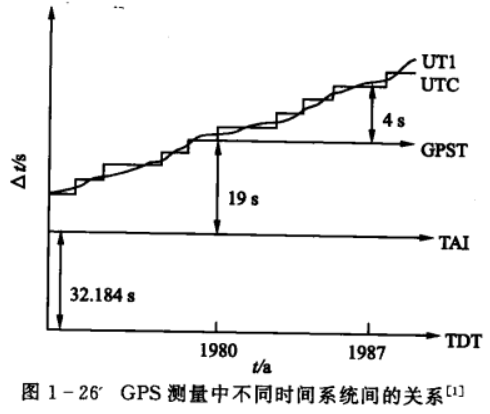 Δt/s
UT1
UTC
4 s
GPST
19 s
TAI
32.184 s
TDT
1980
1987
t/a
图 1-26 GPS 测量中不同时间系统间的关系[1]